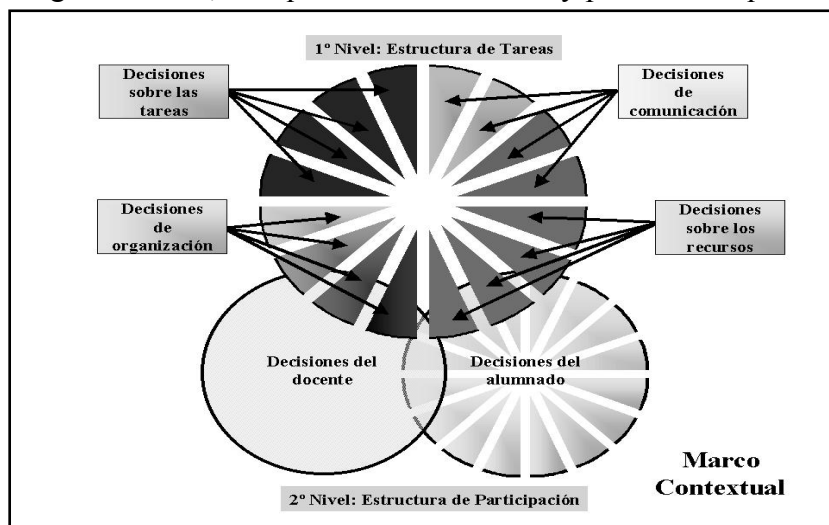 1º Nivel: Estructura de Tareas
Decisiones
sobre las
tareas
Decisiones
de
comunicación
Decisiones
de
organización
Decisiones
sobre los
recursos
Decisiones del
docente
Decisiones del
alumnado
Marco
Contextual
2º Nivel: Estructura de Participación